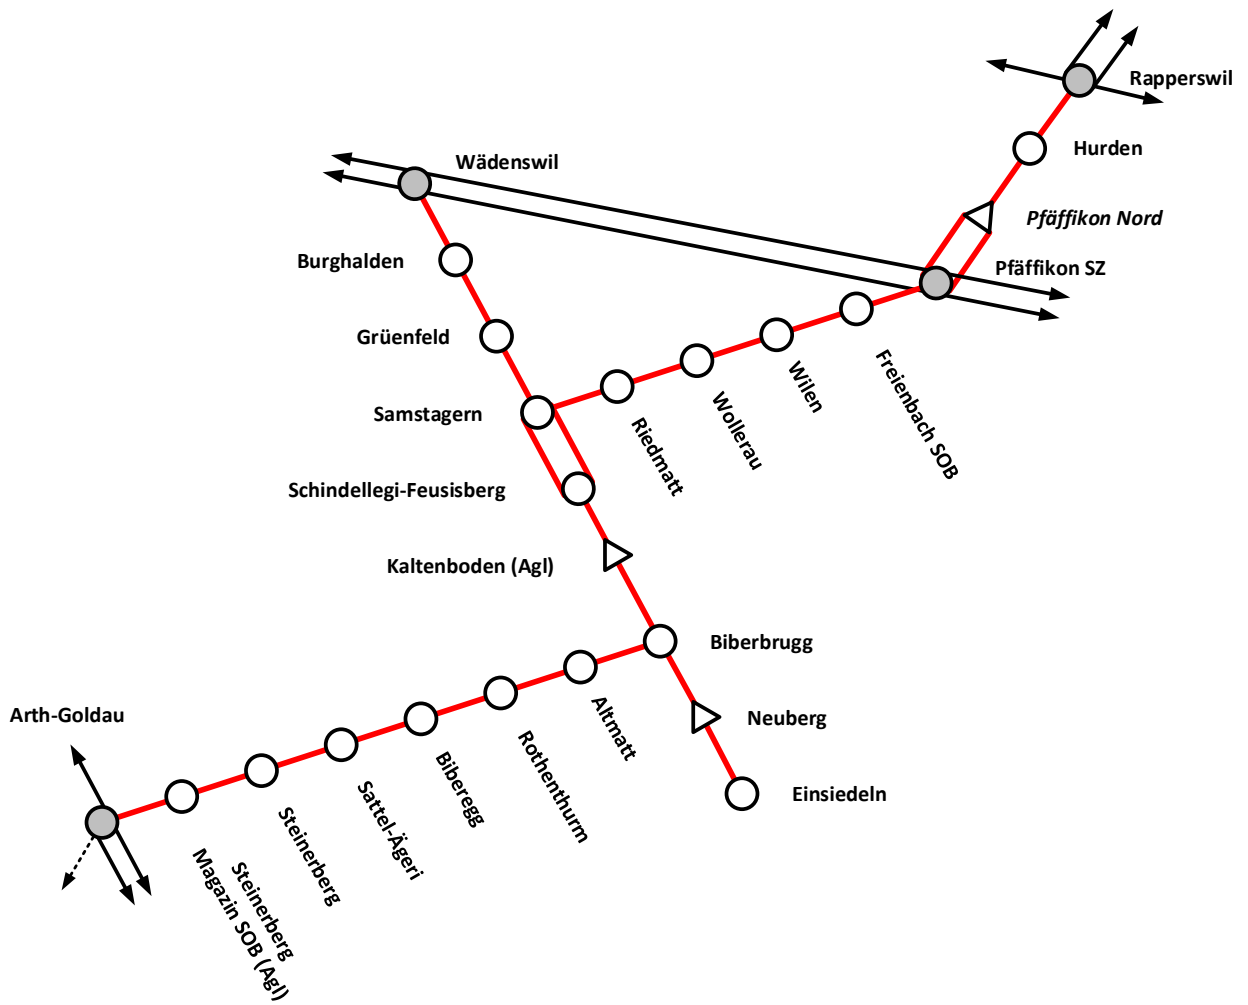 Rapperswil
Hurden
Wädenswil
Pfäffikon Nord
Burghalden
Pfäffikon SZ
Grüenfeld
Samstagern
Riedmatt
Wollerau
Wilen
Freienbach SOB
Schindellegi-Feusisberg
Kaltenboden (Agl)
Biberbrugg
Arth-Goldau
Neuberg
Altmatt
Rothenthurm
Biberegg
Sattel-Ägeri
Steinerberg
Steinerberg
Magazin SOB (Agl)
Einsiedeln